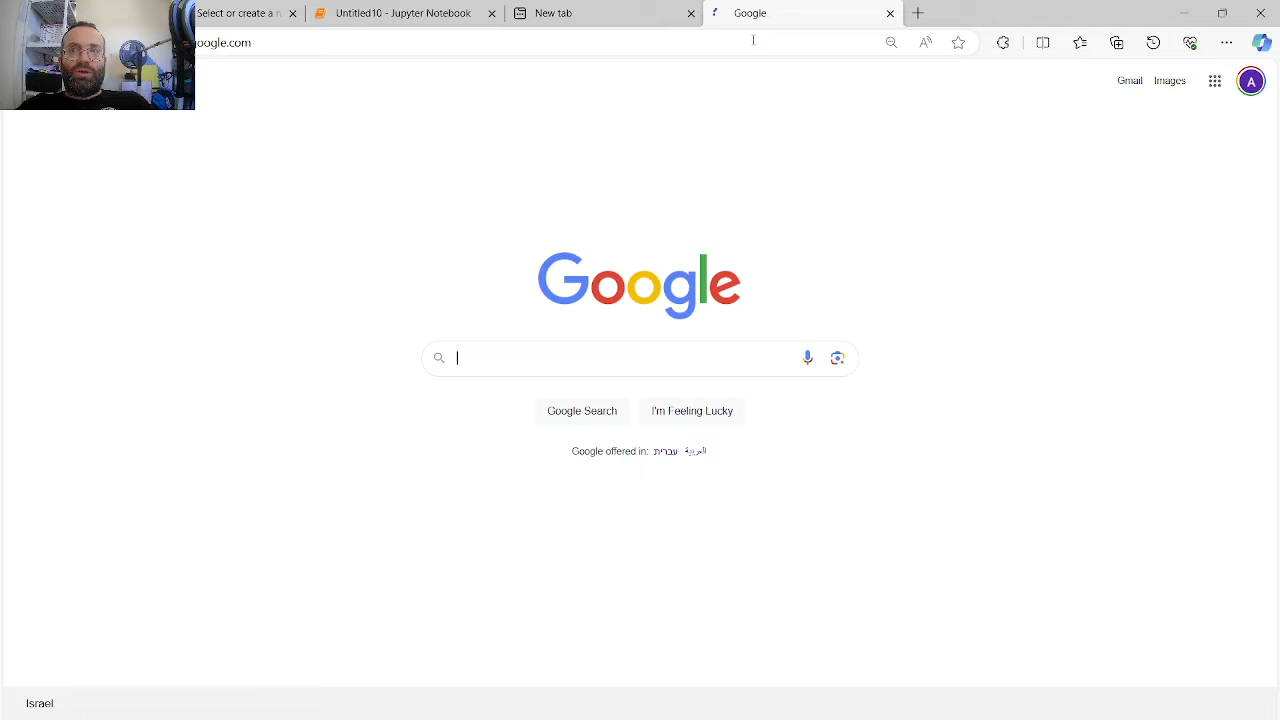 Select or create a n
Untitled10 - Jupyter Notebook
New tab
Google
oogle.com
Gmail
Images
A
Google
Google Search
I'm Feeling Lucky
Google offered in: עברית العربية
Israel